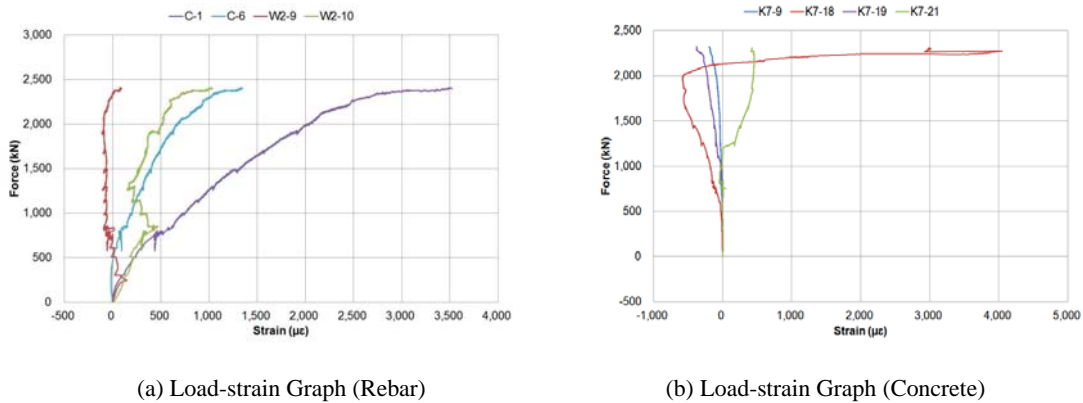 C-1 C-6 W2-9 W2-10
3,000
2,500
2,000
1,500
1,000
500
0
Force (kN)
-500 0 500 1,000 1,500 2,000 2,500 3,000 3,500 4,000
Strain (με)
(a) Load-strain Graph (Rebar)
K7-9 K7-18 K7-19 K7-21
2,500
2,000
1,500
1,000
500
0
-500
Force (kN)
-1,000 0 1,000 2,000 3,000 4,000 5,000
Strain (με)
(b) Load-strain Graph (Concrete)